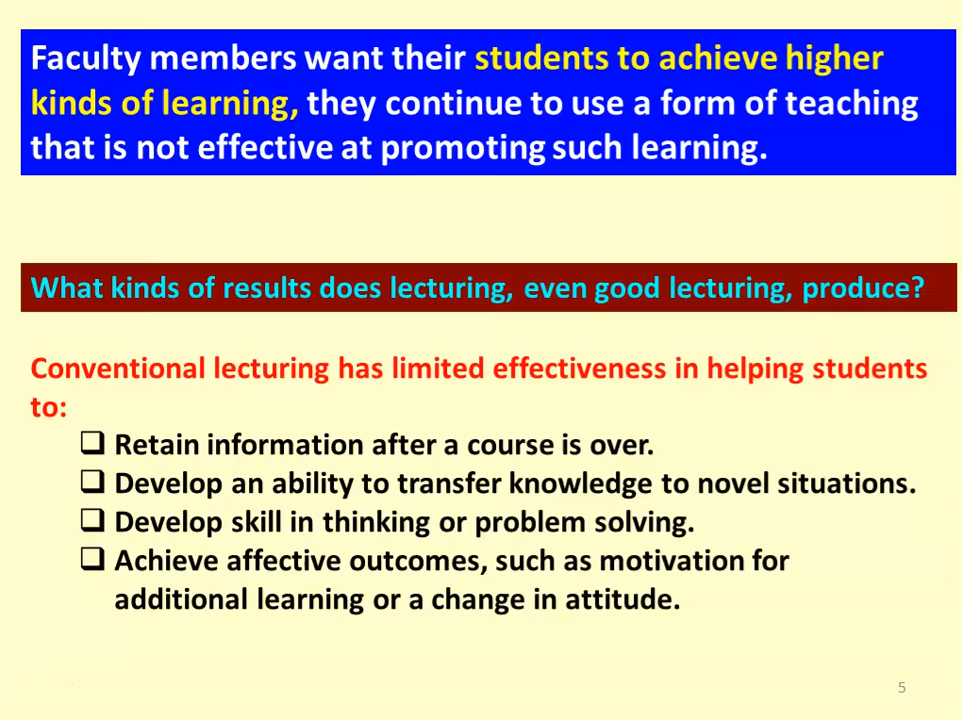 Faculty members want their students to achieve higher
kinds of learning, they continue to use a form of teaching
that is not effective at promoting such learning.
What kinds of results does lecturing, even good lecturing, produce?
Conventional lecturing has limited effectiveness in helping students
to:
❑ Retain information after a course is over.
❑ Develop an ability to transfer knowledge to novel situations.
❑ Develop skill in thinking or problem solving.
❑ Achieve affective outcomes, such as motivation for
additional learning or a change in attitude.
5